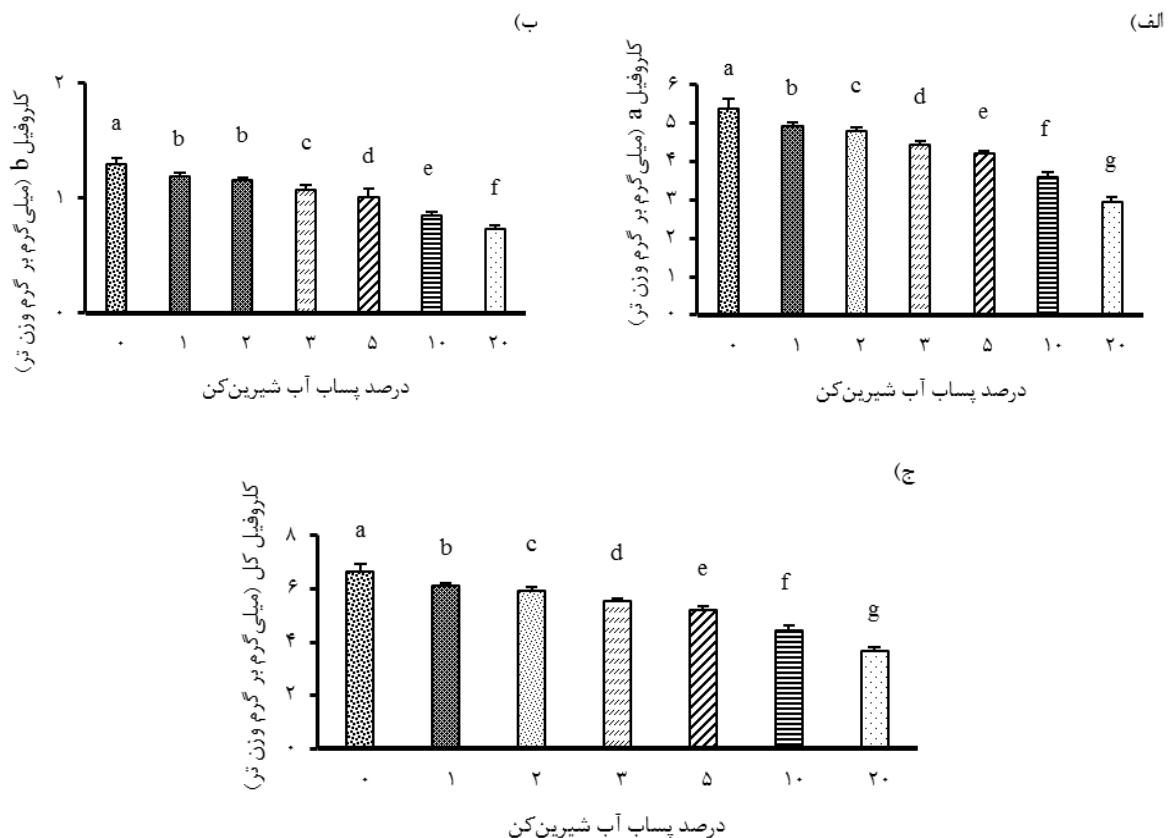 الف)
کلروفیل a (میلی‌گرم بر گرم وزن تر)
۶
۵
۴
۳
۲
۱
۰
a
b
c
d
e
f
g
۰ ۱ ۲ ۳ ۵ ۱۰ ۲۰
درصد پساب آب شیرین‌کن
ب)
کلروفیل b (میلی‌گرم بر گرم وزن تر)
۲
۱
۰
a
b
b
c
d
e
f
۰ ۱ ۲ ۳ ۵ ۱۰ ۲۰
درصد پساب آب شیرین‌کن
ج)
کلروفیل کل (میلی‌گرم بر گرم وزن تر)
۸
۶
۴
۲
۰
a
b
c
d
e
f
g
۰ ۱ ۲ ۳ ۵ ۱۰ ۲۰
درصد پساب آب شیرین‌کن